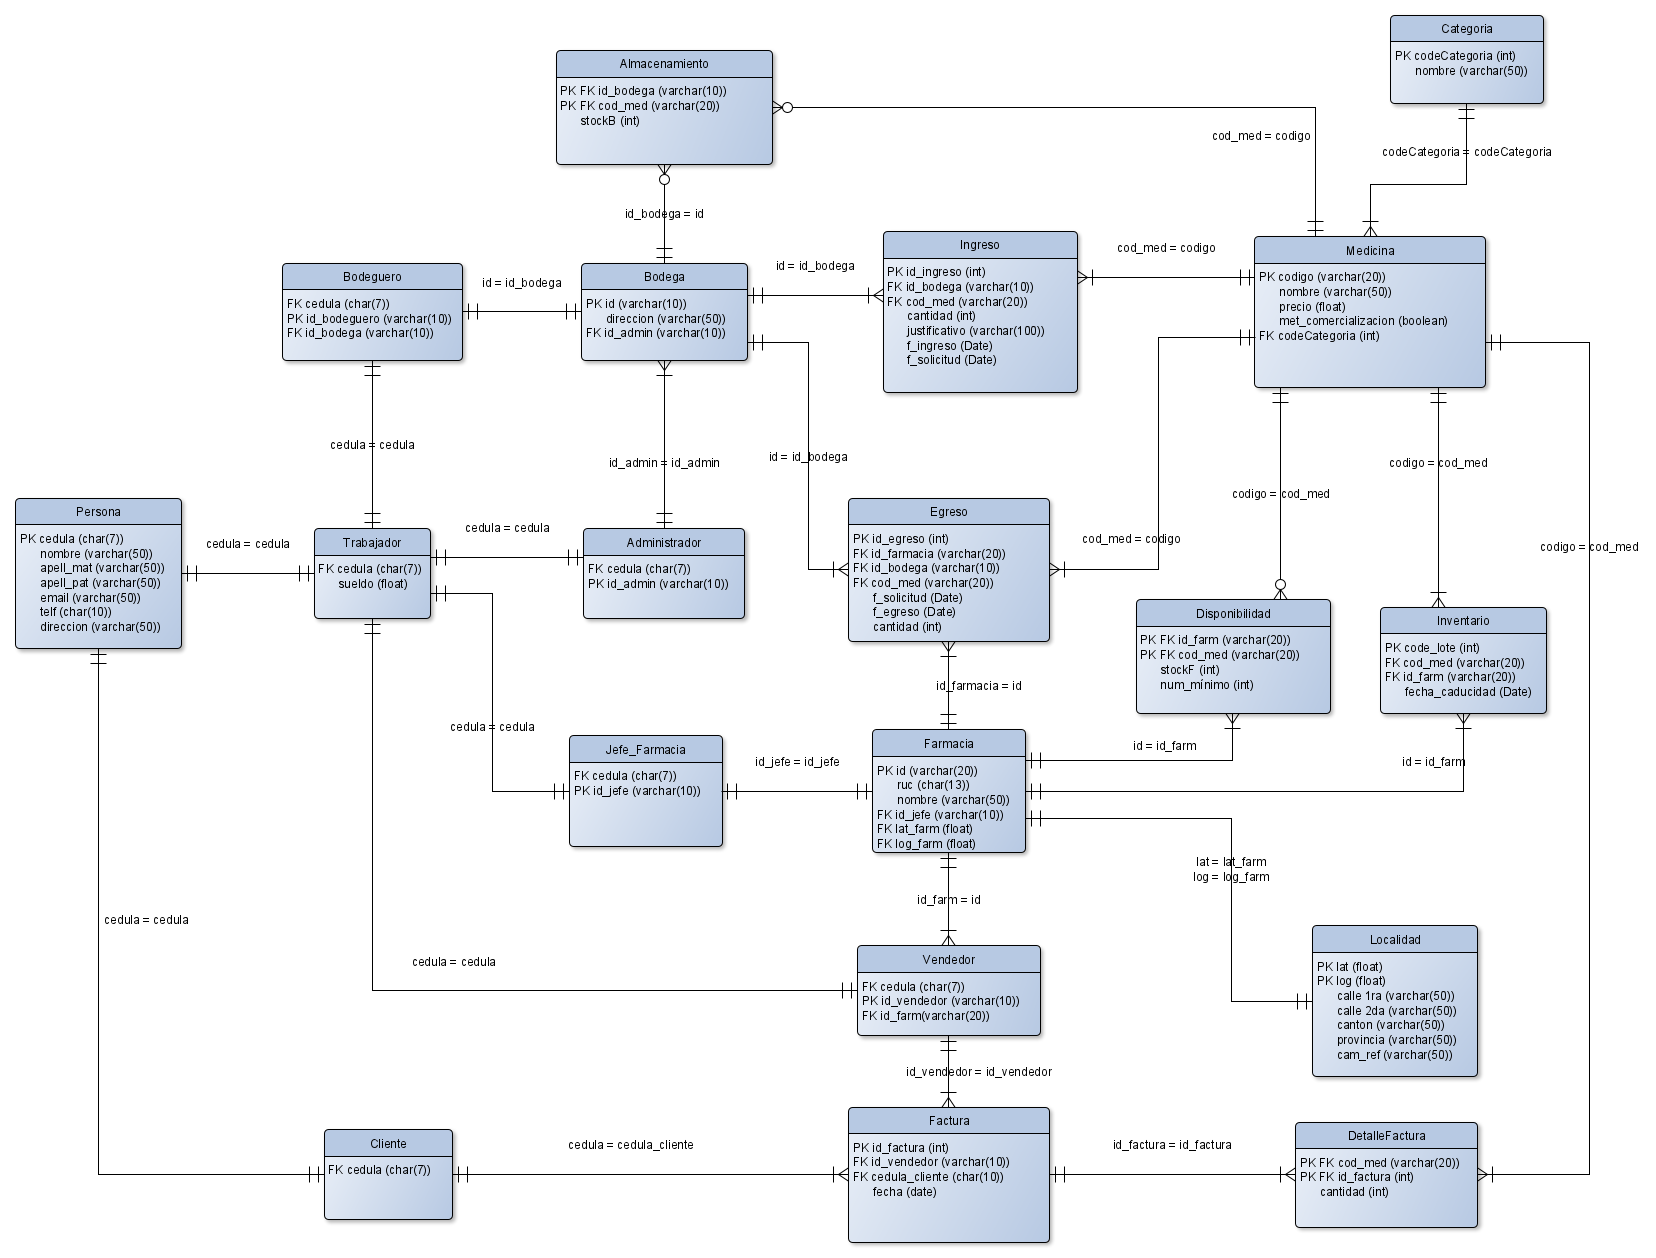 Categoria
PK codeCategoria (int)
nombre (varchar(50))
Almacenamiento
PK FK id_bodega (varchar(10))
PK FK cod_med (varchar(20))
stockB (int)
cod_med = codigo
codeCategoria = codeCategoria
id_bodega = id
Bodeguero
FK cedula (char(7))
PK id_bodeguero (varchar(10))
FK id_bodega (varchar(10))
id = id_bodega
Bodega
PK id (varchar(10))
direccion (varchar(50))
FK id_admin (varchar(10))
id = id_bodega
Ingreso
PK id_ingreso (int)
FK id_bodega (varchar(10))
FK cod_med (varchar(20))
cantidad (int)
justificativo (varchar(100))
f_ingreso (Date)
f_solicitud (Date)
cod_med = codigo
Medicina
PK codigo (varchar(20))
nombre (varchar(50))
precio (float)
met_comercializacion (boolean)
FK codeCategoria (int)
cedula = cedula
id_admin = id_admin
id = id_bodega
codigo = cod_med
codigo = cod_med
Persona
PK cedula (char(7))
nombre (varchar(50))
apell_mat (varchar(50))
apell_pat (varchar(50))
email (varchar(50))
telf (char(10))
direccion (varchar(50))
cedula = cedula
Trabajador
FK cedula (char(7))
sueldo (float)
cedula = cedula
Administrador
FK cedula (char(7))
PK id_admin (varchar(10))
Egreso
PK id_egreso (int)
FK id_farmacia (varchar(20))
FK id_bodega (varchar(10))
FK cod_med (varchar(20))
f_solicitud (Date)
f_egreso (Date)
cantidad (int)
cod_med = codigo
codigo = cod_med
Disponibilidad
PK FK id_farm (varchar(20))
PK FK cod_med (varchar(20))
stockF (int)
num_mínimo (int)
Inventario
PK code_lote (int)
FK cod_med (varchar(20))
FK id_farm (varchar(20))
fecha_caducidad (Date)
id_farmacia = id
cedula = cedula
Jefe_Farmacia
FK cedula (char(7))
PK id_jefe (varchar(10))
id_jefe = id_jefe
Farmacia
PK id (varchar(20))
ruc (char(13))
nombre (varchar(50))
FK id_jefe (varchar(10))
FK lat_farm (float)
FK log_farm (float)
id = id_farm
id = id_farm
lat = lat_farm
log = log_farm
id_farm = id
cedula = cedula
cedula = cedula
Vendedor
FK cedula (char(7))
PK id_vendedor (varchar(10))
FK id_farm(varchar(20))
Localidad
PK lat (float)
PK log (float)
calle 1ra (varchar(50))
calle 2da (varchar(50))
canton (varchar(50))
provincia (varchar(50))
cam_ref (varchar(50))
id_vendedor = id_vendedor
Cliente
FK cedula (char(7))
cedula = cedula_cliente
Factura
PK id_factura (int)
FK id_vendedor (varchar(10))
FK cedula_cliente (char(10))
fecha (date)
id_factura = id_factura
DetalleFactura
PK FK cod_med (varchar(20))
PK FK id_factura (int)
cantidad (int)